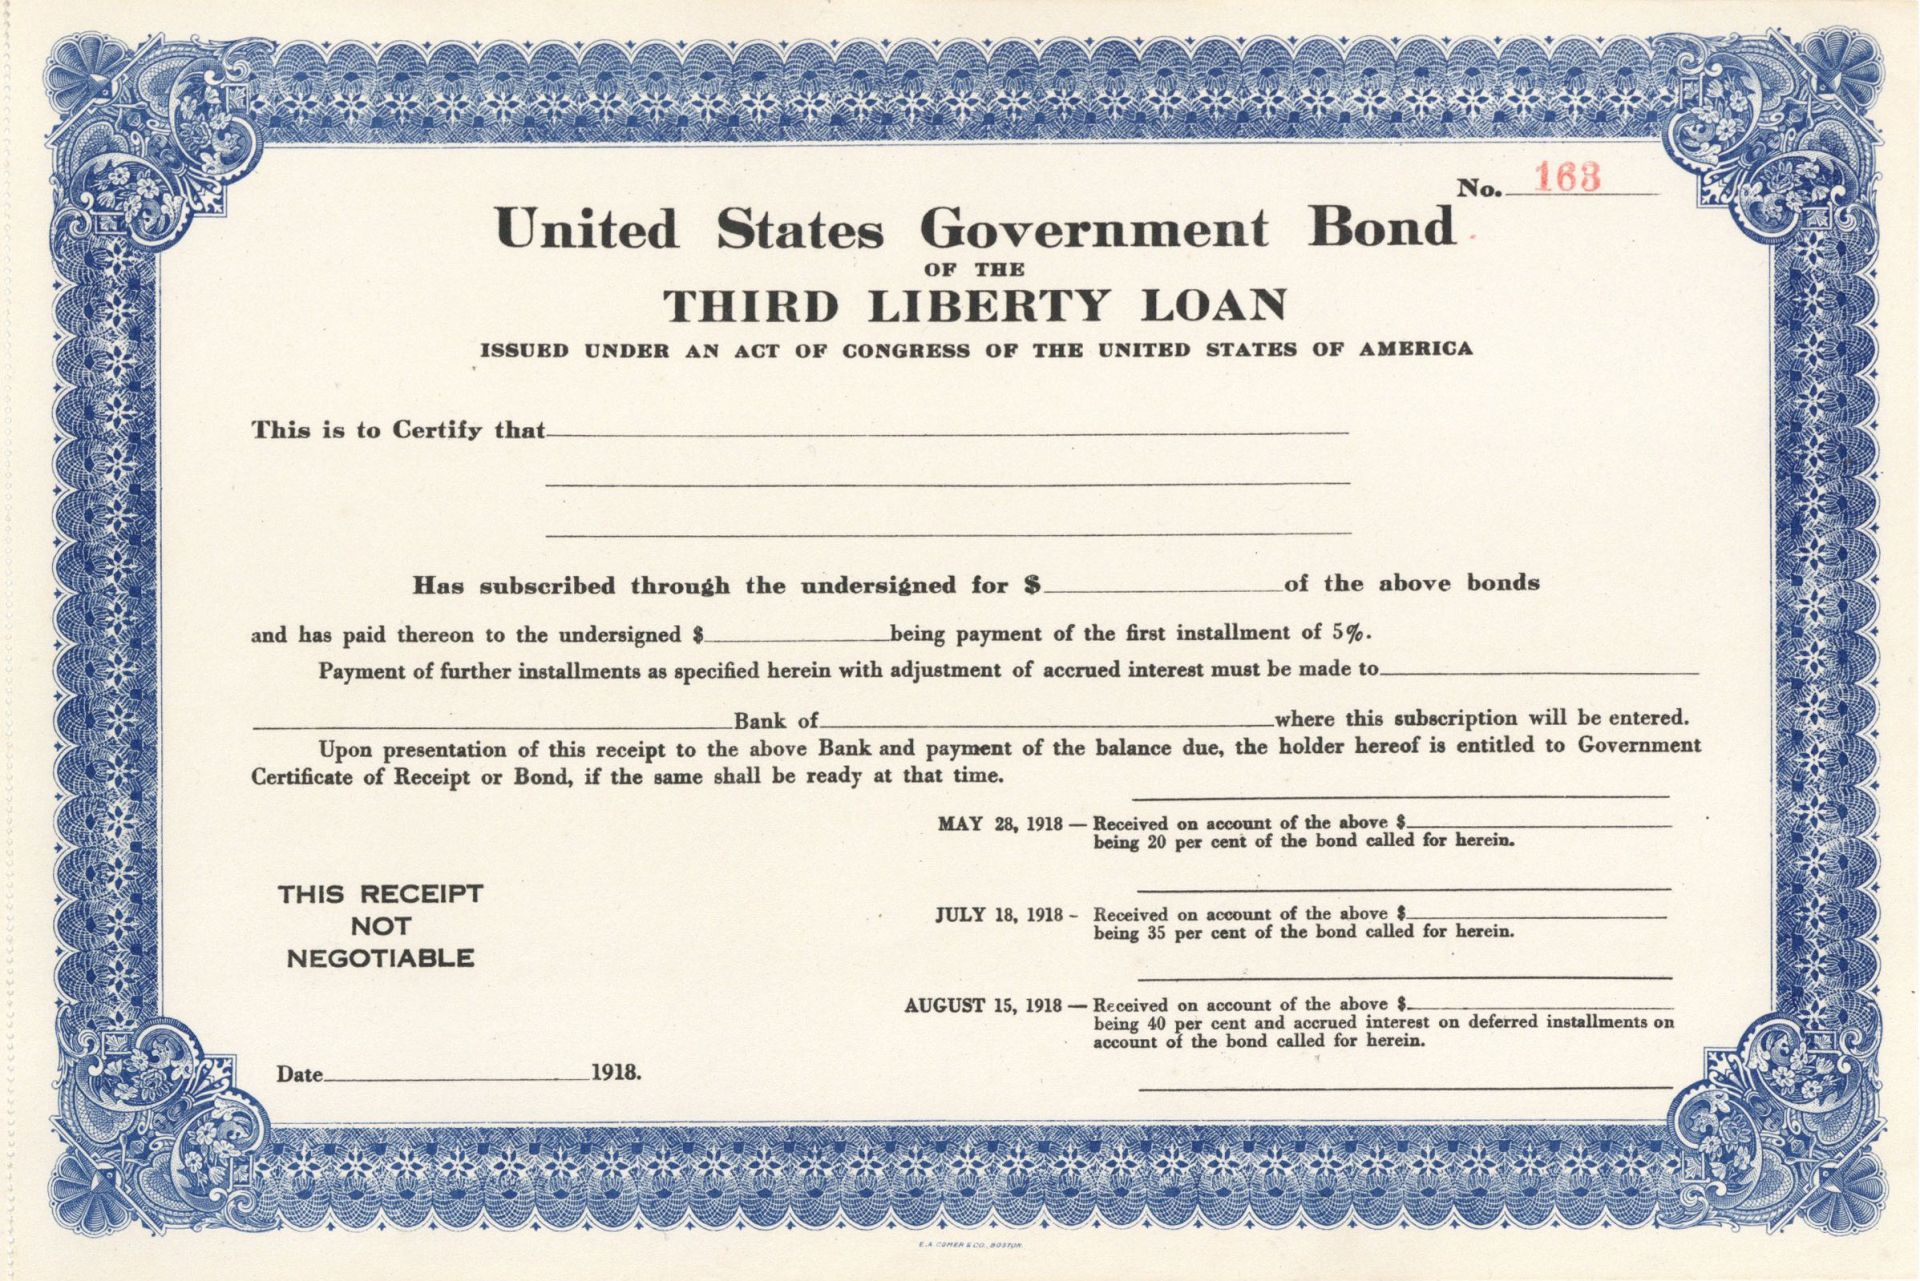 No. 163
United States Government Bond
OF THE
THIRD LIBERTY LOAN
ISSUED UNDER AN ACT OF CONGRESS OF THE UNITED STATES OF AMERICA
This is to Certify that
Has subscribed through the undersigned for $ of the above bonds
and has paid thereon to the undersigned $ being payment of the first installment of 5%.
Payment of further installments as specified herein with adjustment of accrued interest must be made to
Bank of where this subscription will be entered.
Upon presentation of this receipt to the above Bank and payment of the balance due, the holder hereof is entitled to Government
Certificate of Receipt or Bond, if the same shall be ready at that time.
MAY 28, 1918 — Received on account of the above $
being 20 per cent of the bond called for herein.
THIS RECEIPT
NOT
NEGOTIABLE
JULY 18, 1918 - Received on account of the above $
being 35 per cent of the bond called for herein.
AUGUST 15, 1918 — Received on account of the above $
being 40 per cent and accrued interest on deferred installments on
account of the bond called for herein.
Date 1918.
E.A. COMER & CO., BOSTON.